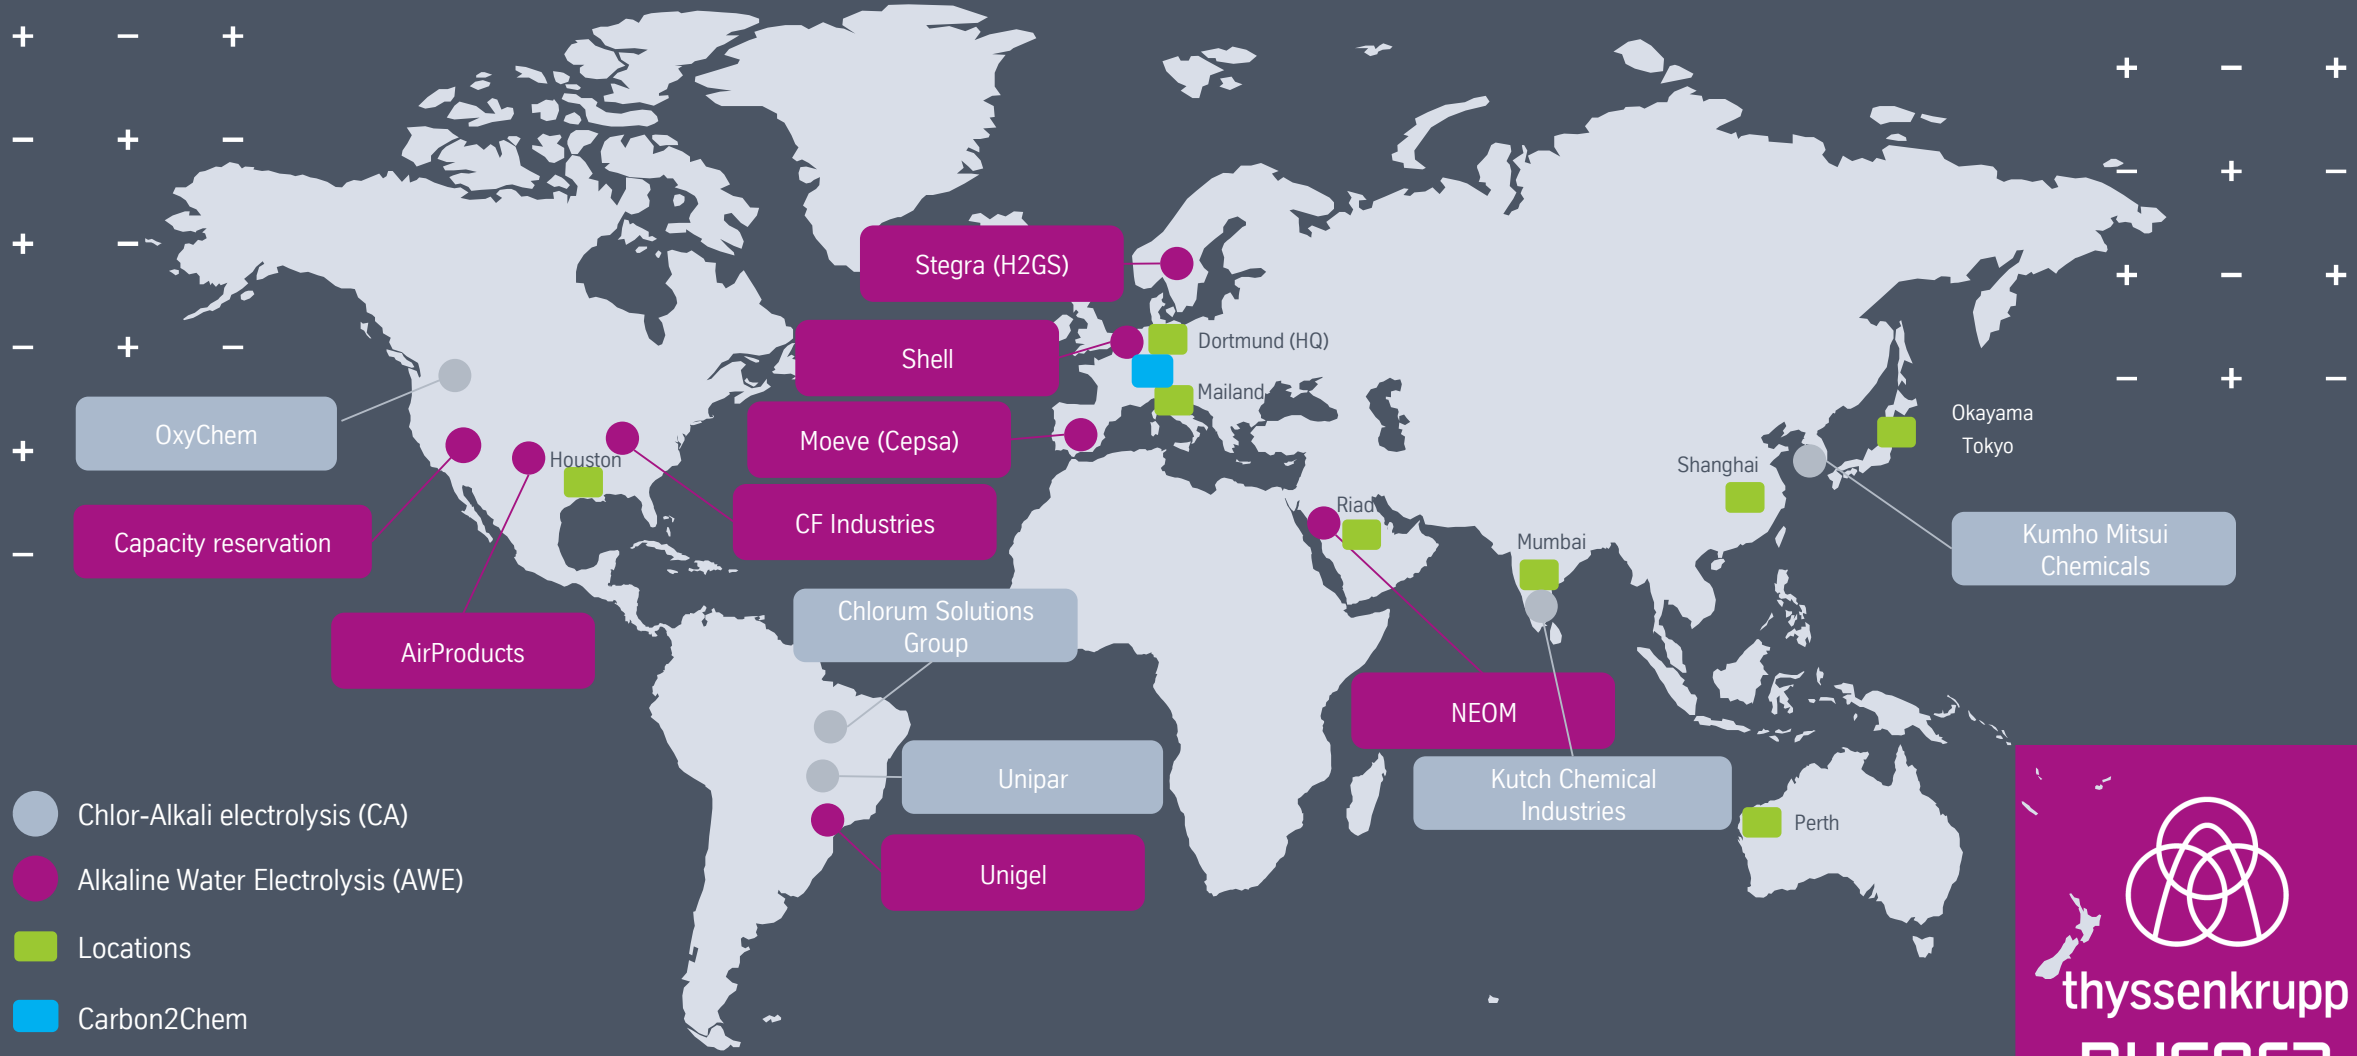 Stegra (H2GS)
Shell
Dortmund (HQ)
Mailand
OxyChem
Moeve (Cepsa)
Houston
Okayama
Tokyo
Shanghai
Capacity reservation
CF Industries
Riad
Mumbai
Kumho Mitsui
Chemicals
AirProducts
Chlorum Solutions
Group
NEOM
Unipar
Kutch Chemical
Industries
Perth
Unigel
Chlor-Alkali electrolysis (CA)
Alkaline Water Electrolysis (AWE)
Locations
Carbon2Chem
thyssenkrupp